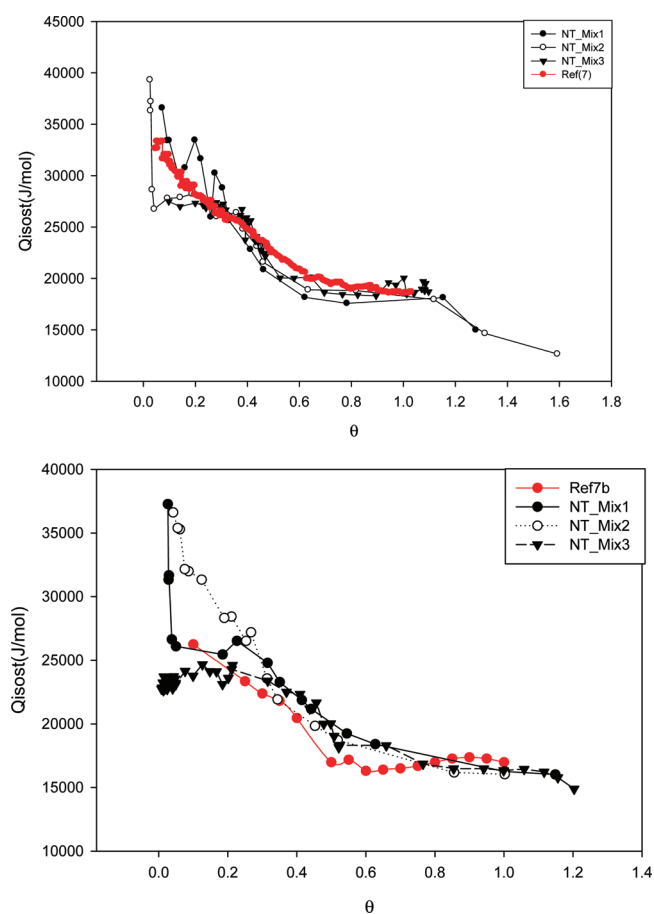 45000
40000
35000
30000
25000
20000
15000
10000
Qisost(J/mol)
0.0 0.2 0.4 0.6 0.8 1.0 1.2 1.4 1.6 1.8
θ
NT_Mix1
NT_Mix2
NT_Mix3
Ref(7)
40000
35000
30000
25000
20000
15000
10000
Qisost(J/mol)
0.0 0.2 0.4 0.6 0.8 1.0 1.2 1.4
θ
Ref7b
NT_Mix1
NT_Mix2
NT_Mix3